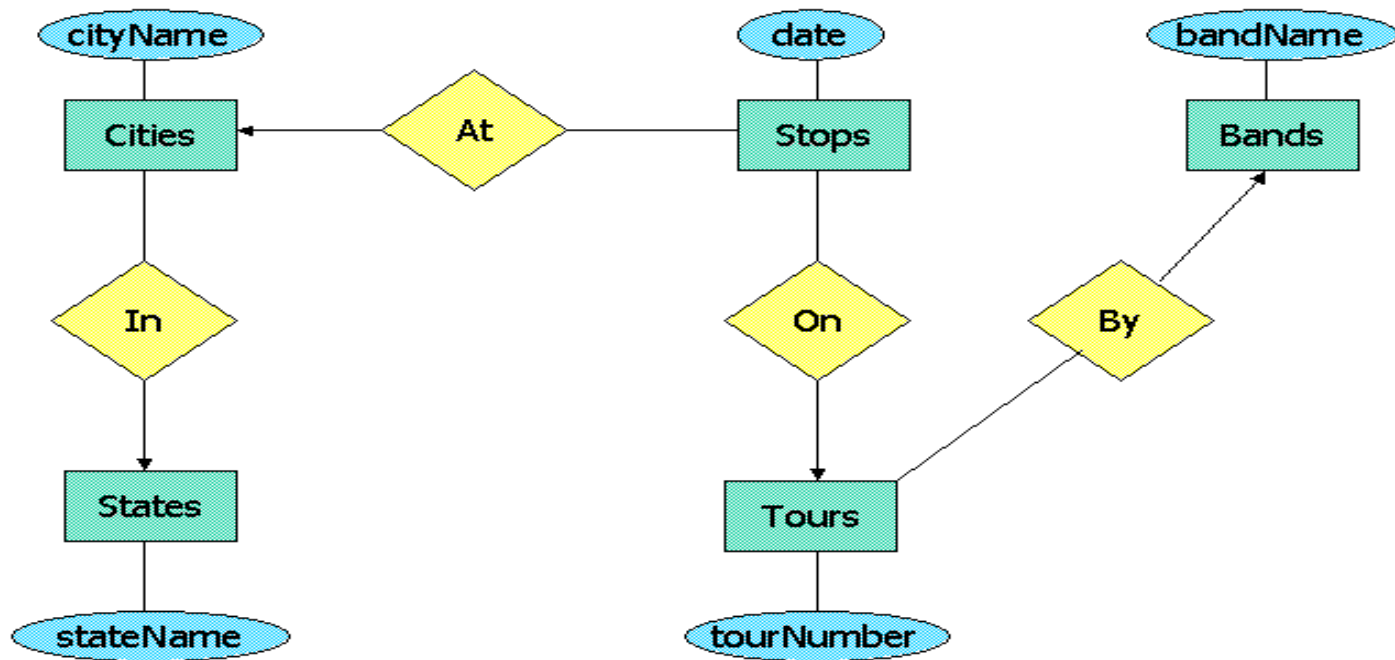 cityName
date
bandName
Cities
At
Stops
Bands
In
On
By
States
Tours
stateName
tourNumber